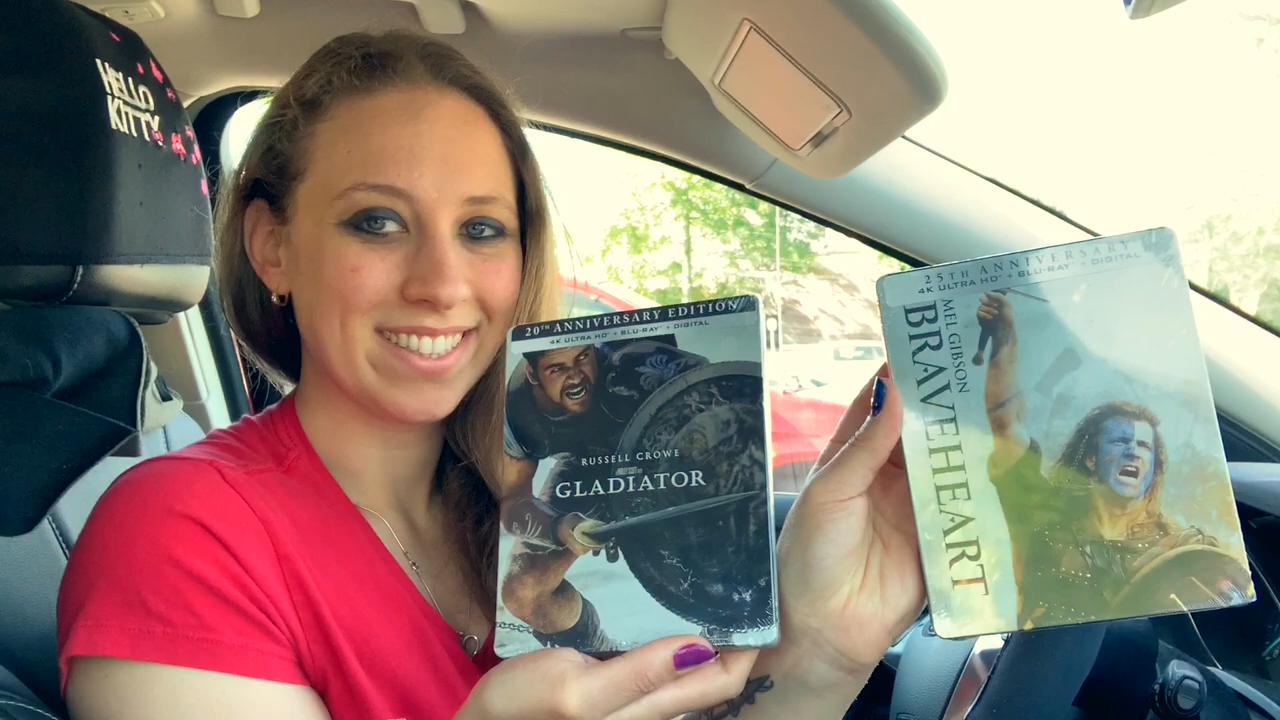 HELLO
KITTY
20TH ANNIVERSARY EDITION
4K ULTRA HD + BLU-RAY + DIGITAL
RUSSELL CROWE
GLADIATOR
25TH ANNIVERSARY
4K ULTRA HD + BLU-RAY + DIGITAL
MEL GIBSON
BRAVEHEART